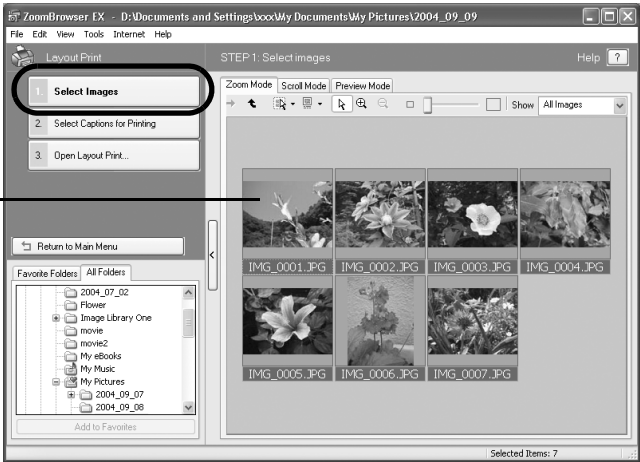 ZoomBrowser EX - D:\Documents and Settings\xxx\My Documents\My Pictures\2004_09_09
File Edit View Tools Internet Help
Layout Print
STEP 1: Select images
Help ?
1. Select Images
2. Select Captions for Printing
3. Open Layout Print...
Return to Main Menu
Favorite Folders All Folders
2004_07_02
Flower
Image Library One
movie
movie2
My eBooks
My Music
My Pictures
2004_09_07
2004_09_08
Add to Favorites
Zoom Mode Scroll Mode Preview Mode
Show All Images
IMG_0001.JPG IMG_0002.JPG IMG_0003.JPG IMG_0004.JPG
IMG_0005.JPG IMG_0006.JPG IMG_0007.JPG
Selected Items: 7